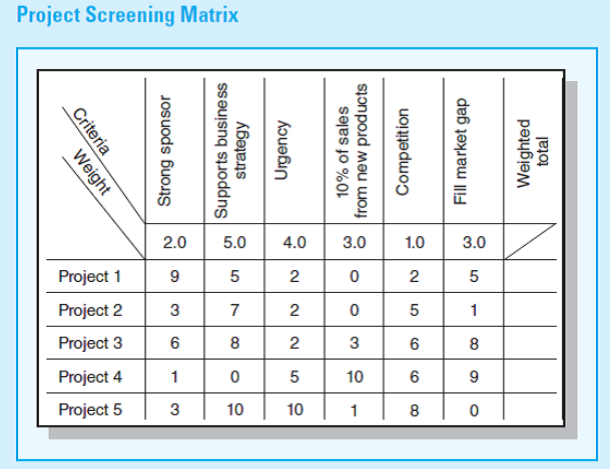 Project Screening Matrix
Criteria
Weight
Strong sponsor
Supports business
strategy
Urgency
10% of sales
from new products
Competition
Fill market gap
Weighted
total
2.0 5.0 4.0 3.0 1.0 3.0
Project 1 9 5 2 0 2 5
Project 2 3 7 2 0 5 1
Project 3 6 8 2 3 6 8
Project 4 1 0 5 10 6 9
Project 5 3 10 10 1 8 0